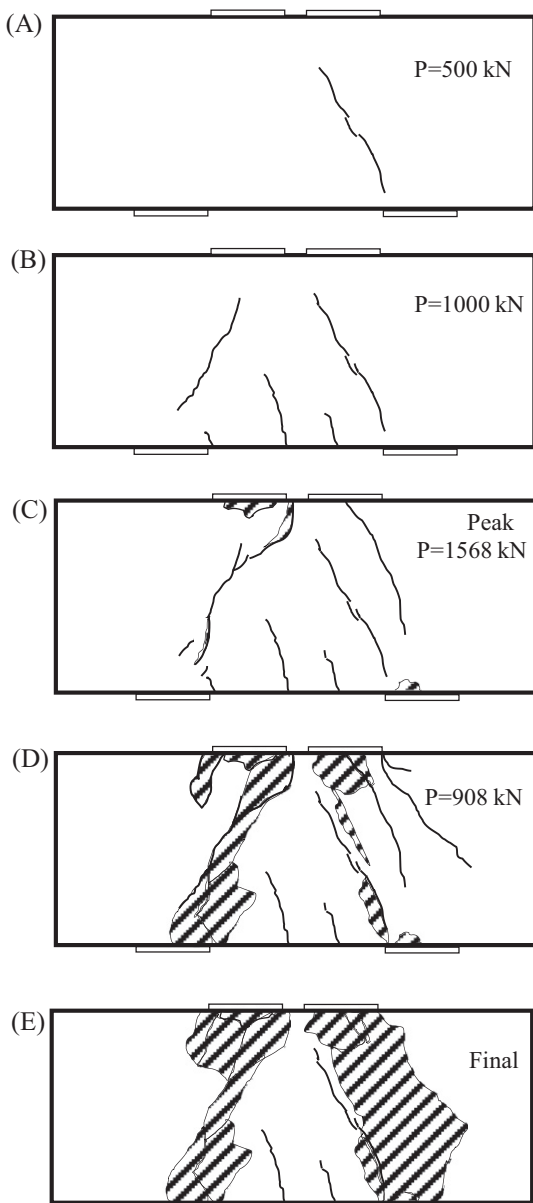 (A)
P=500 kN
(B)
P=1000 kN
(C)
Peak
P=1568 kN
(D)
P=908 kN
(E)
Final